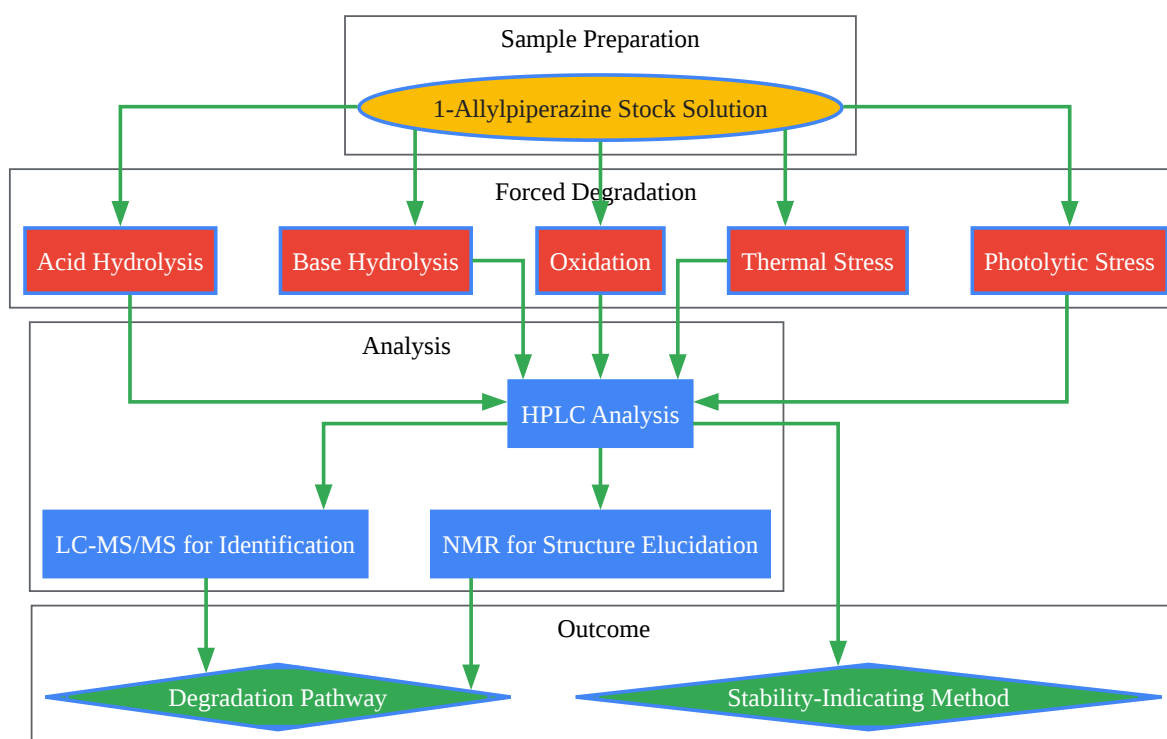 Sample Preparation
1-Allylpiperazine Stock Solution
Forced Degradation
Acid Hydrolysis
Base Hydrolysis
Oxidation
Thermal Stress
Photolytic Stress
Analysis
HPLC Analysis
LC-MS/MS for Identification
NMR for Structure Elucidation
Outcome
Degradation Pathway
Stability-Indicating Method